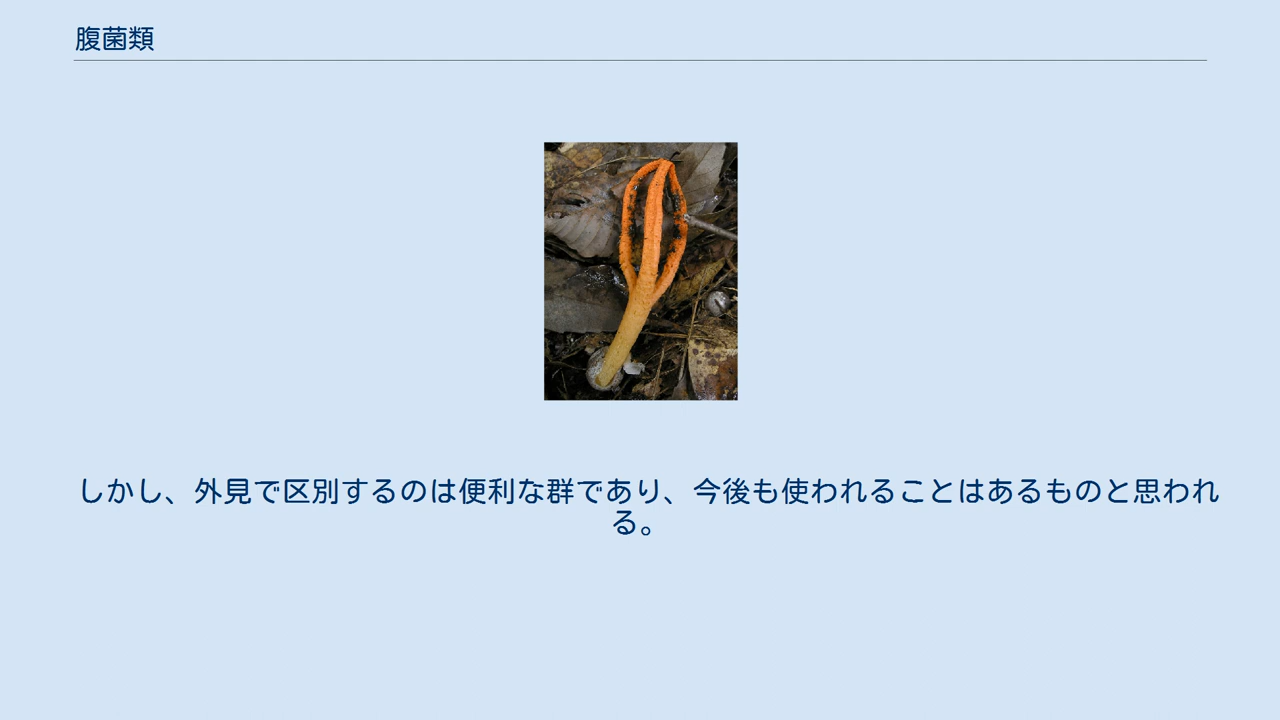 腹菌類
しかし、外見で区別するのは便利な群であり、今後も使われることはあるものと思われ
る。